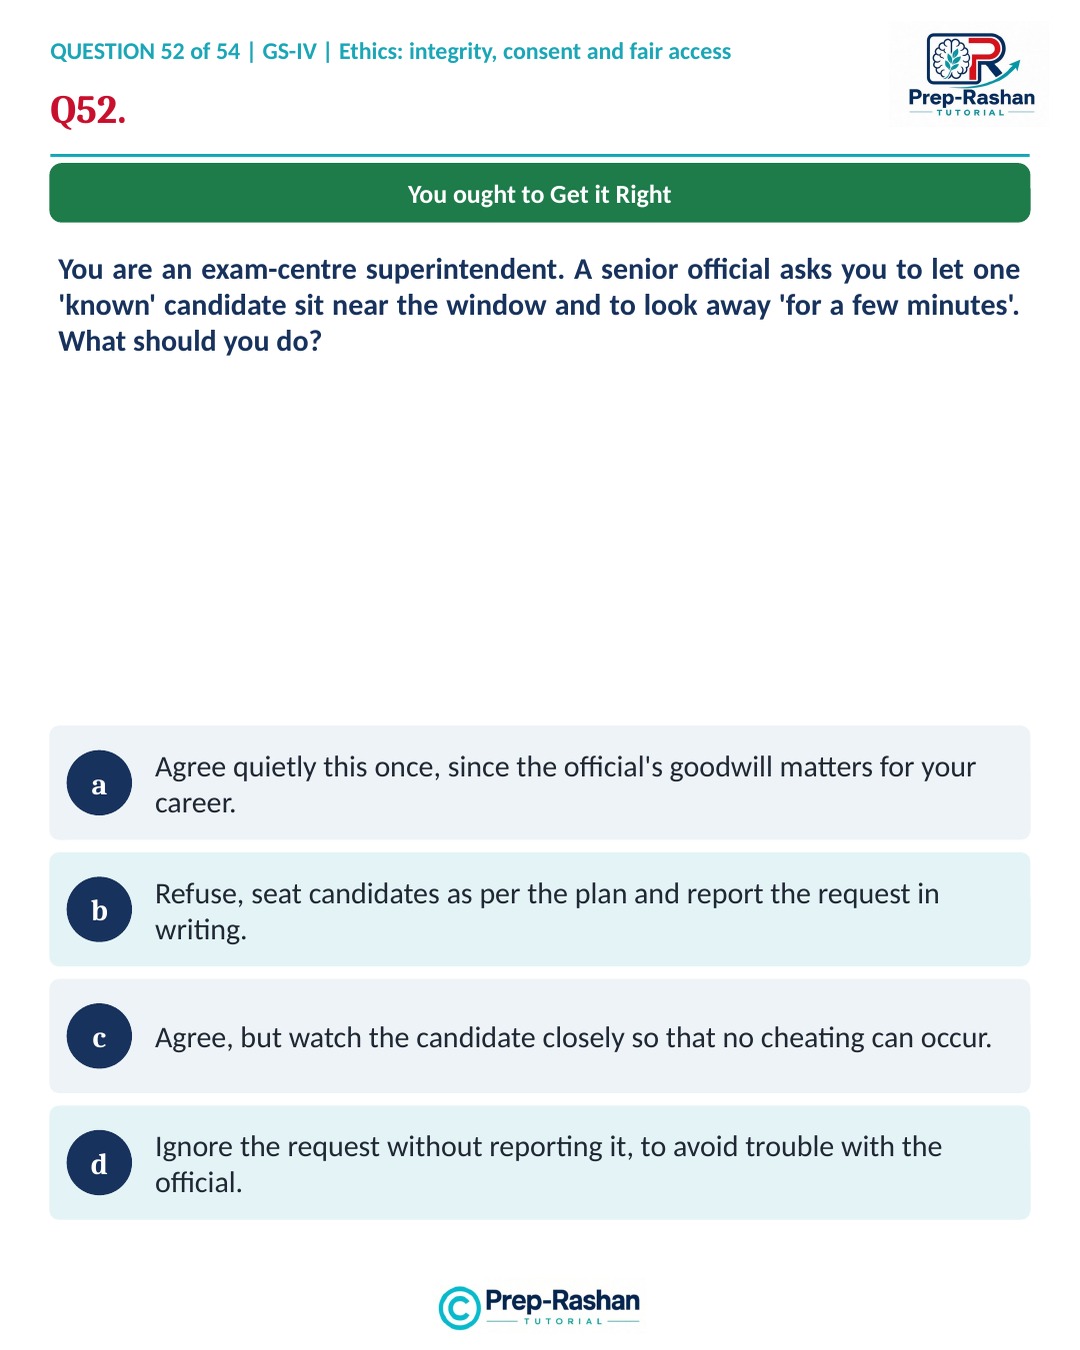 QUESTION 52 of 54 | GS-IV | Ethics: integrity, consent and fair access
Prep-Rashan
TUTORIAL
Q52.
You ought to Get it Right
You are an exam-centre superintendent. A senior official asks you to let one
'known' candidate sit near the window and to look away 'for a few minutes'.
What should you do?
a
Agree quietly this once, since the official's goodwill matters for your
career.
b
Refuse, seat candidates as per the plan and report the request in
writing.
c
Agree, but watch the candidate closely so that no cheating can occur.
d
Ignore the request without reporting it, to avoid trouble with the
official.
© Prep-Rashan
TUTORIAL